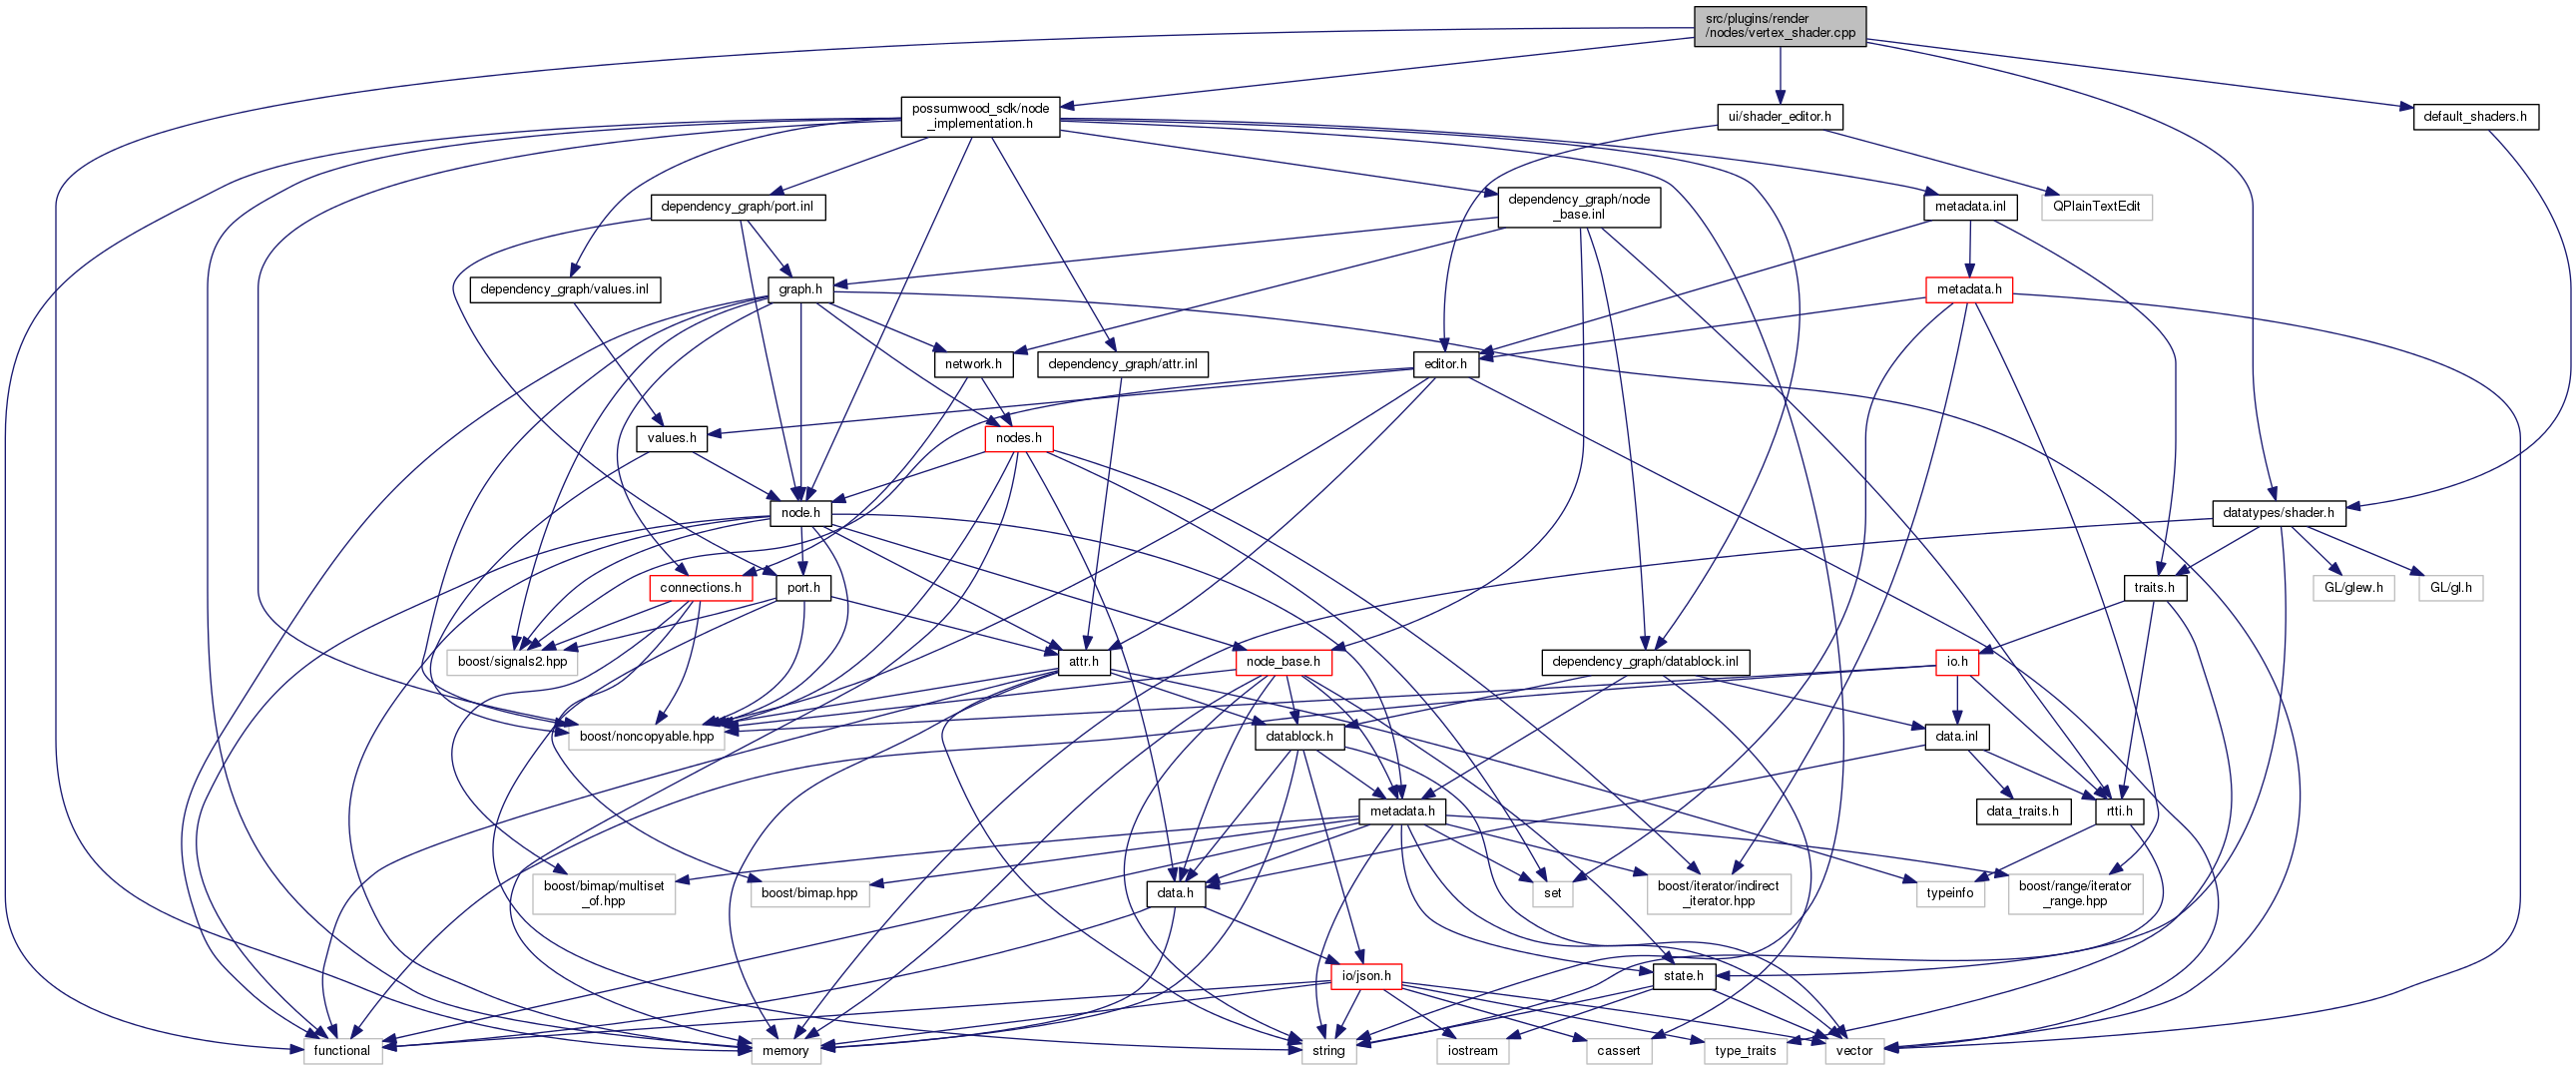 src/plugins/render
/nodes/vertex_shader.cpp
possumwood_sdk/node
_implementation.h
ui/shader_editor.h
default_shaders.h
dependency_graph/port.inl
dependency_graph/node
_base.inl
metadata.inl
QPlainTextEdit
dependency_graph/values.inl
graph.h
metadata.h
network.h
dependency_graph/attr.inl
editor.h
values.h
nodes.h
node.h
datatypes/shader.h
connections.h
port.h
traits.h
GL/glew.h
GL/gl.h
boost/signals2.hpp
attr.h
node_base.h
dependency_graph/datablock.inl
io.h
boost/noncopyable.hpp
datablock.h
data.inl
metadata.h
data_traits.h
rtti.h
boost/bimap/multiset
_of.hpp
boost/bimap.hpp
data.h
set
boost/iterator/indirect
_iterator.hpp
typeinfo
boost/range/iterator
_range.hpp
io/json.h
state.h
functional
memory
string
iostream
cassert
type_traits
vector